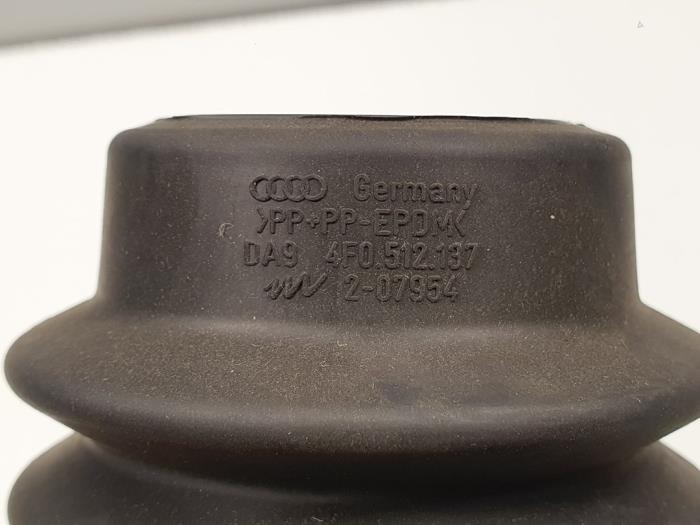 Germany
>PP+PP-EPDM<
DA9 4F0.512.137
2-07954